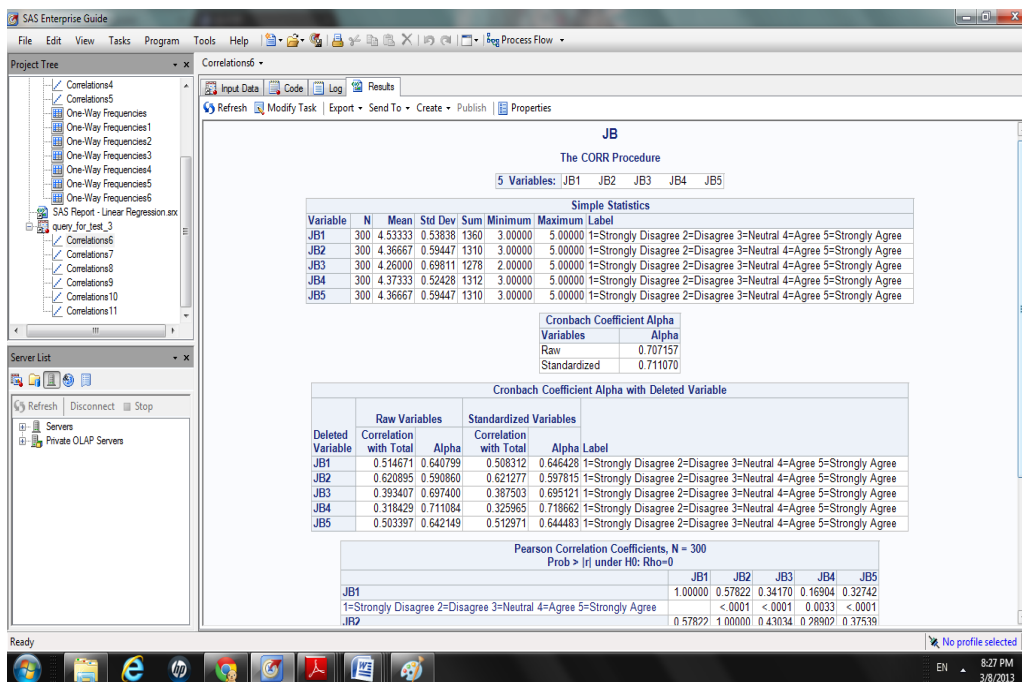 SAS Enterprise Guide
File Edit View Tasks Program Tools Help Process Flow
Project Tree
Correlations4
Correlations5
One-Way Frequencies
One-Way Frequencies1
One-Way Frequencies2
One-Way Frequencies3
One-Way Frequencies4
One-Way Frequencies5
One-Way Frequencies6
SAS Report - Linear Regression.srx
query_for_test_3
Correlations6
Correlations7
Correlations8
Correlations9
Correlations10
Correlations11
Server List
Refresh Disconnect Stop
Servers
Private OLAP Servers
Correlations6
Input Data Code Log Results
Refresh Modify Task Export Send To Create Publish Properties
JB
The CORR Procedure
5 Variables: JB1 JB2 JB3 JB4 JB5
Simple Statistics
Variable N Mean Std Dev Sum Minimum Maximum Label
JB1 300 4.53333 0.53838 1360 3.00000 5.00000 1=Strongly Disagree 2=Disagree 3=Neutral 4=Agree 5=Strongly Agree
JB2 300 4.36667 0.59447 1310 3.00000 5.00000 1=Strongly Disagree 2=Disagree 3=Neutral 4=Agree 5=Strongly Agree
JB3 300 4.26000 0.69811 1278 2.00000 5.00000 1=Strongly Disagree 2=Disagree 3=Neutral 4=Agree 5=Strongly Agree
JB4 300 4.37333 0.52428 1312 3.00000 5.00000 1=Strongly Disagree 2=Disagree 3=Neutral 4=Agree 5=Strongly Agree
JB5 300 4.36667 0.59447 1310 3.00000 5.00000 1=Strongly Disagree 2=Disagree 3=Neutral 4=Agree 5=Strongly Agree
Cronbach Coefficient Alpha
Variables Alpha
Raw 0.707157
Standardized 0.711070
Cronbach Coefficient Alpha with Deleted Variable
Raw Variables Standardized Variables
Deleted Correlation Correlation
Variable with Total Alpha with Total Alpha Label
JB1 0.514671 0.640799 0.508312 0.646428 1=Strongly Disagree 2=Disagree 3=Neutral 4=Agree 5=Strongly Agree
JB2 0.620895 0.590860 0.621277 0.597815 1=Strongly Disagree 2=Disagree 3=Neutral 4=Agree 5=Strongly Agree
JB3 0.393407 0.697400 0.387503 0.695121 1=Strongly Disagree 2=Disagree 3=Neutral 4=Agree 5=Strongly Agree
JB4 0.318429 0.711084 0.325965 0.718662 1=Strongly Disagree 2=Disagree 3=Neutral 4=Agree 5=Strongly Agree
JB5 0.503397 0.642149 0.512971 0.644483 1=Strongly Disagree 2=Disagree 3=Neutral 4=Agree 5=Strongly Agree
Pearson Correlation Coefficients, N = 300
Prob > |r| under H0: Rho=0
JB1 JB2 JB3 JB4 JB5
JB1 1.00000 0.57822 0.34170 0.16904 0.32742
1=Strongly Disagree 2=Disagree 3=Neutral 4=Agree 5=Strongly Agree <.0001 <.0001 0.0033 <.0001
JB2 0.57822 1.00000 0.43034 0.28902 0.37539
Ready
No profile selected
EN 8:27 PM
3/8/2013